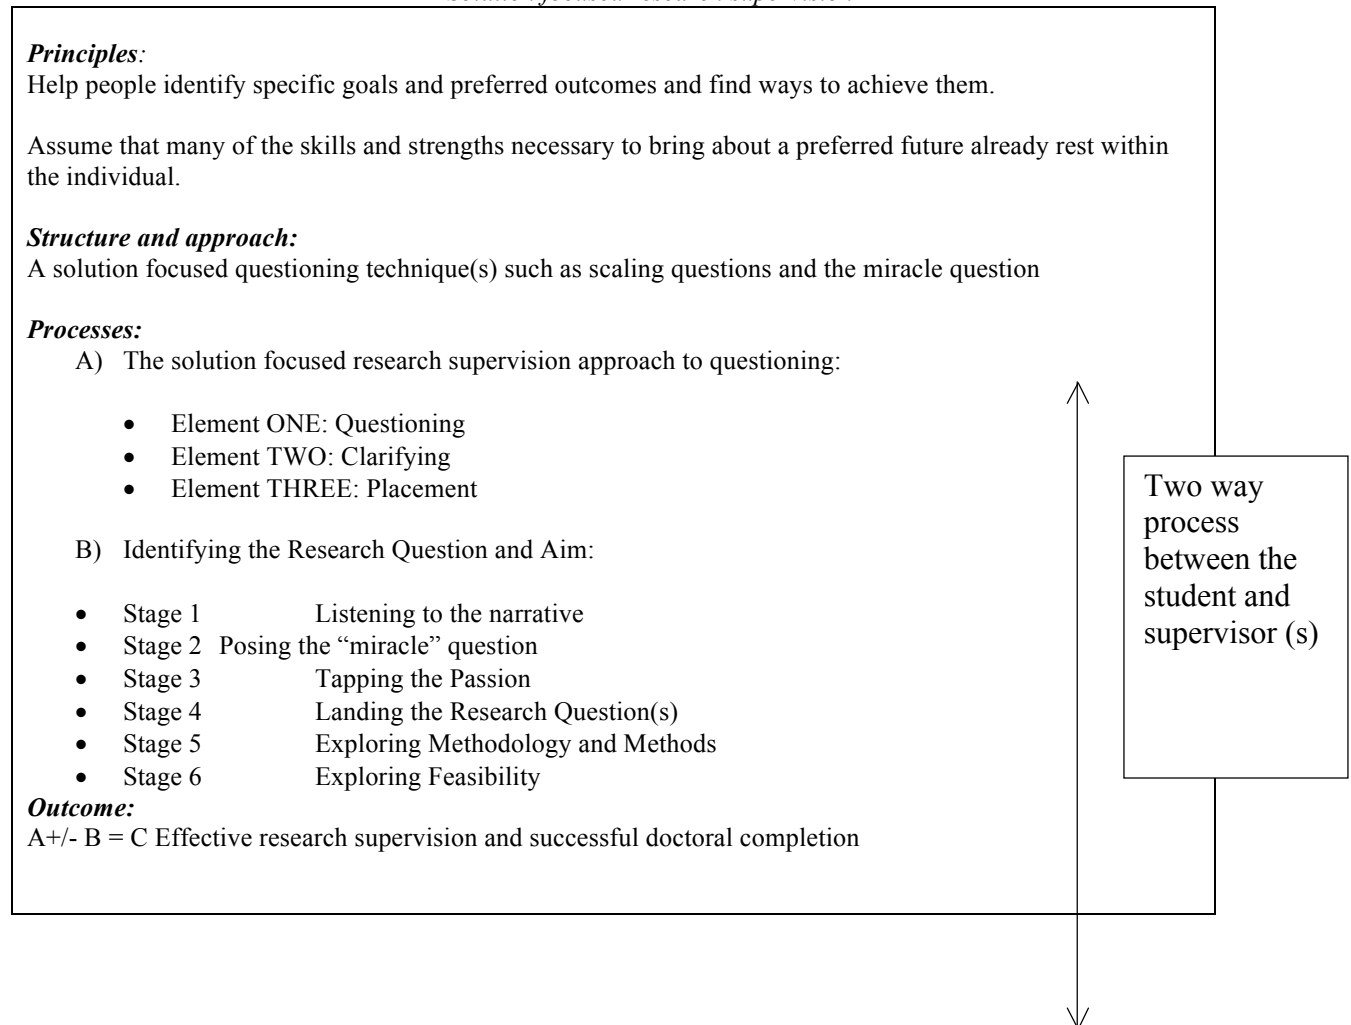 Solution focused research supervision
Principles:
Help people identify specific goals and preferred outcomes and find ways to achieve them.
Assume that many of the skills and strengths necessary to bring about a preferred future already rest within
the individual.
Structure and approach:
A solution focused questioning technique(s) such as scaling questions and the miracle question
Processes:
A) The solution focused research supervision approach to questioning:
• Element ONE: Questioning
• Element TWO: Clarifying
• Element THREE: Placement
B) Identifying the Research Question and Aim:
• Stage 1 Listening to the narrative
• Stage 2 Posing the “miracle” question
• Stage 3 Tapping the Passion
• Stage 4 Landing the Research Question(s)
• Stage 5 Exploring Methodology and Methods
• Stage 6 Exploring Feasibility
Outcome:
A+/- B = C Effective research supervision and successful doctoral completion
Two way
process
between the
student and
supervisor (s)